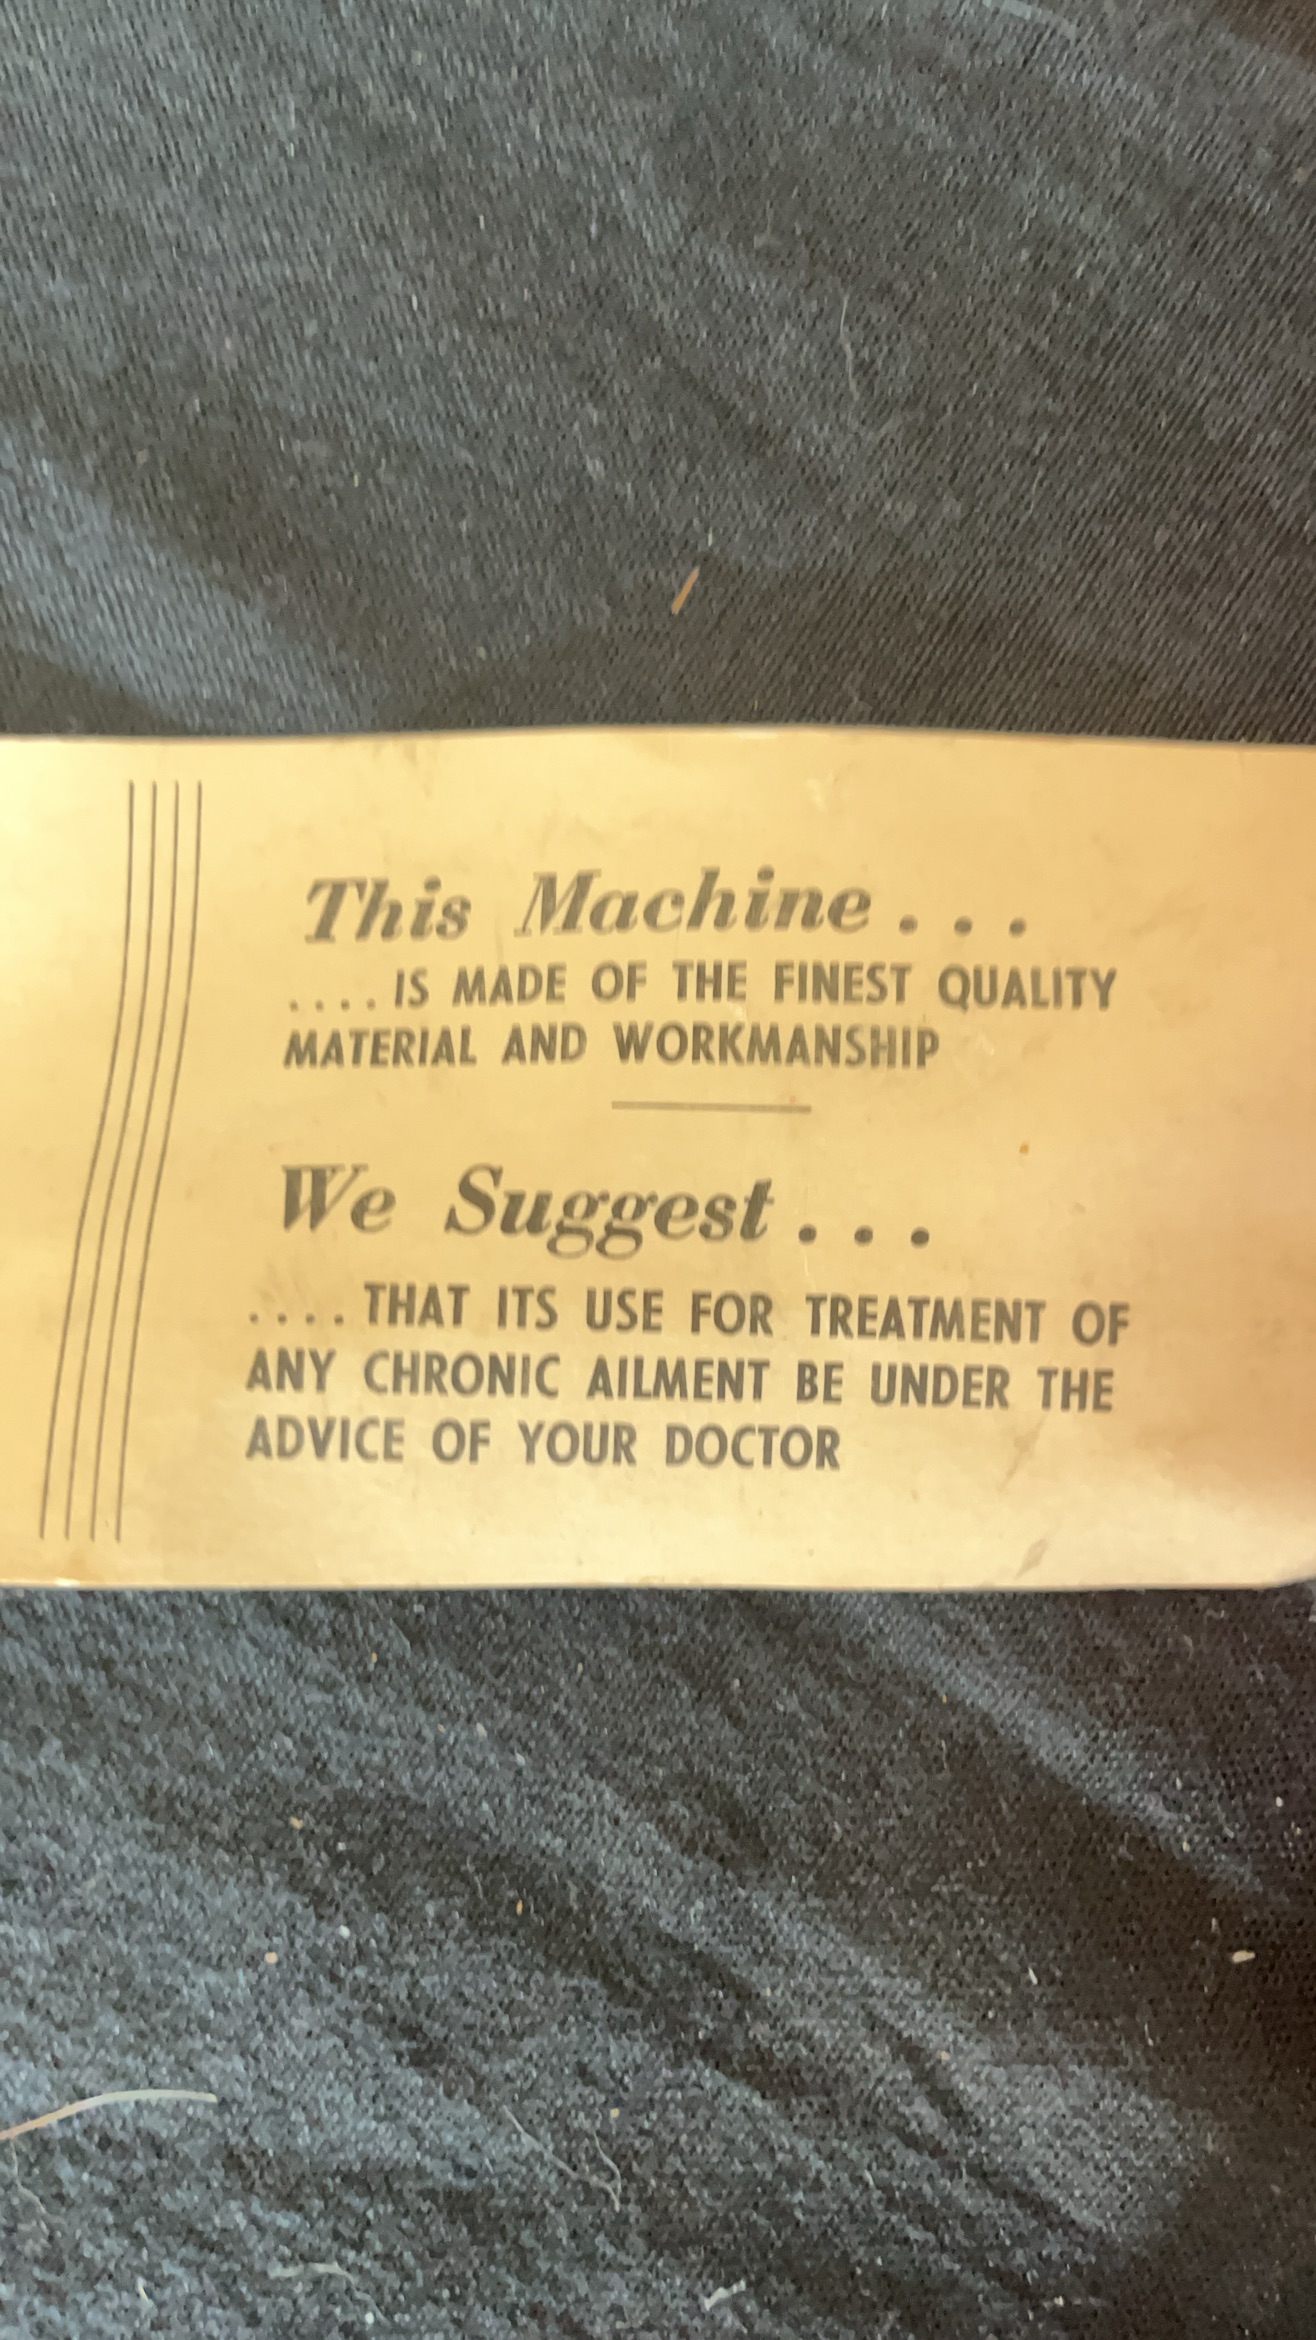 This Machine . . .
. . . . IS MADE OF THE FINEST QUALITY
MATERIAL AND WORKMANSHIP
We Suggest . . .
. . . . THAT ITS USE FOR TREATMENT OF
ANY CHRONIC AILMENT BE UNDER THE
ADVICE OF YOUR DOCTOR